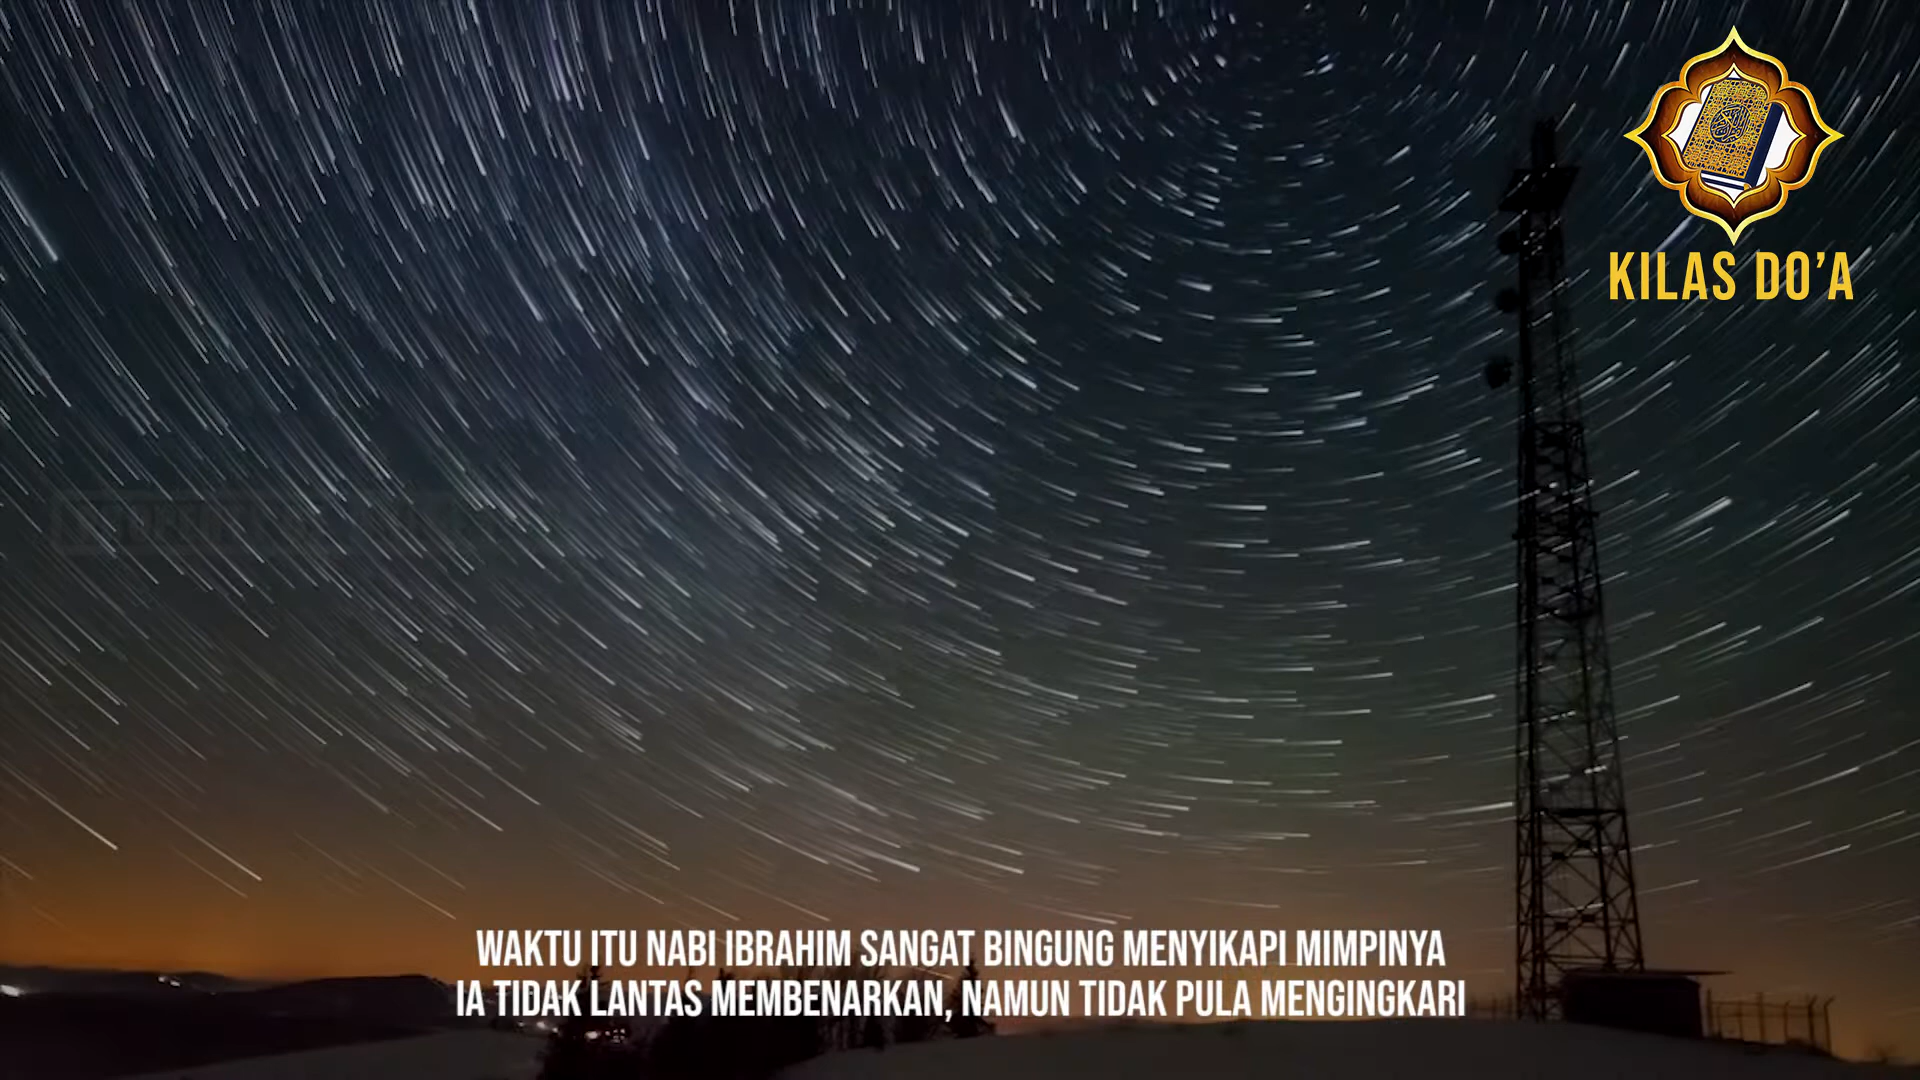 KILAS DO'A
WAKTU ITU NABI IBRAHIM SANGAT BINGUNG MENYIKAPI MIMPINYA
IA TIDAK LANTAS MEMBENARKAN, NAMUN TIDAK PULA MENGINGKARI